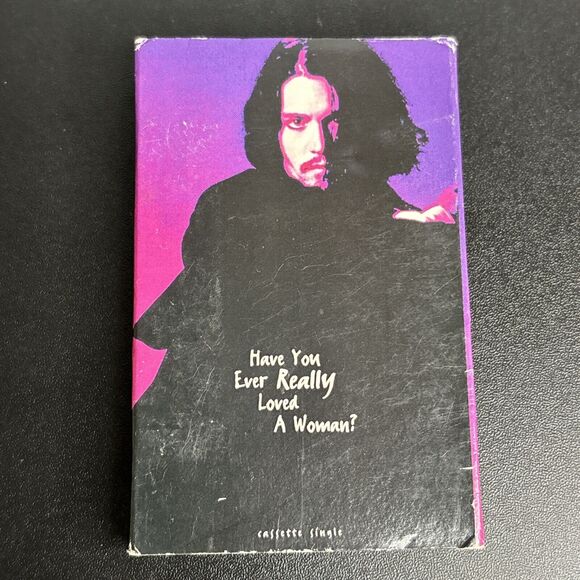 Have You
Ever Really
Loved
A Woman?
cassette single